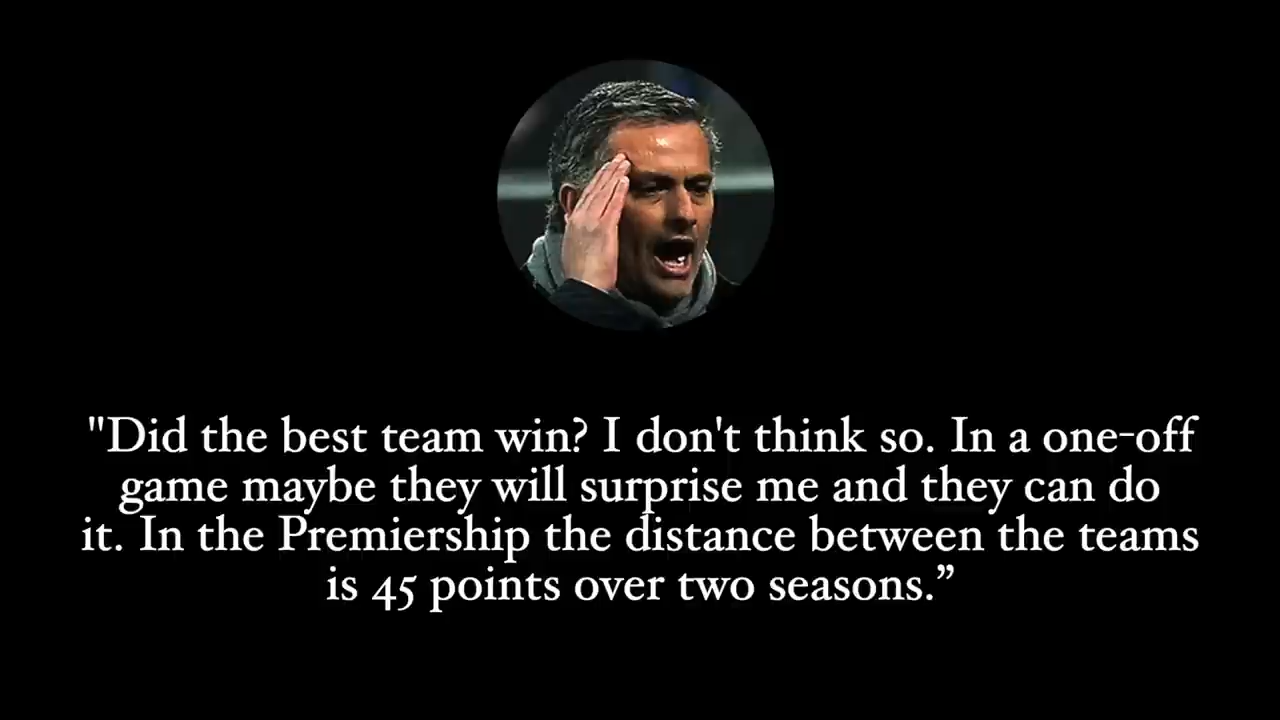 "Did the best team win? I don't think so. In a one-off
game maybe they will surprise me and they can do
it. In the Premiership the distance between the teams
is 45 points over two seasons.”